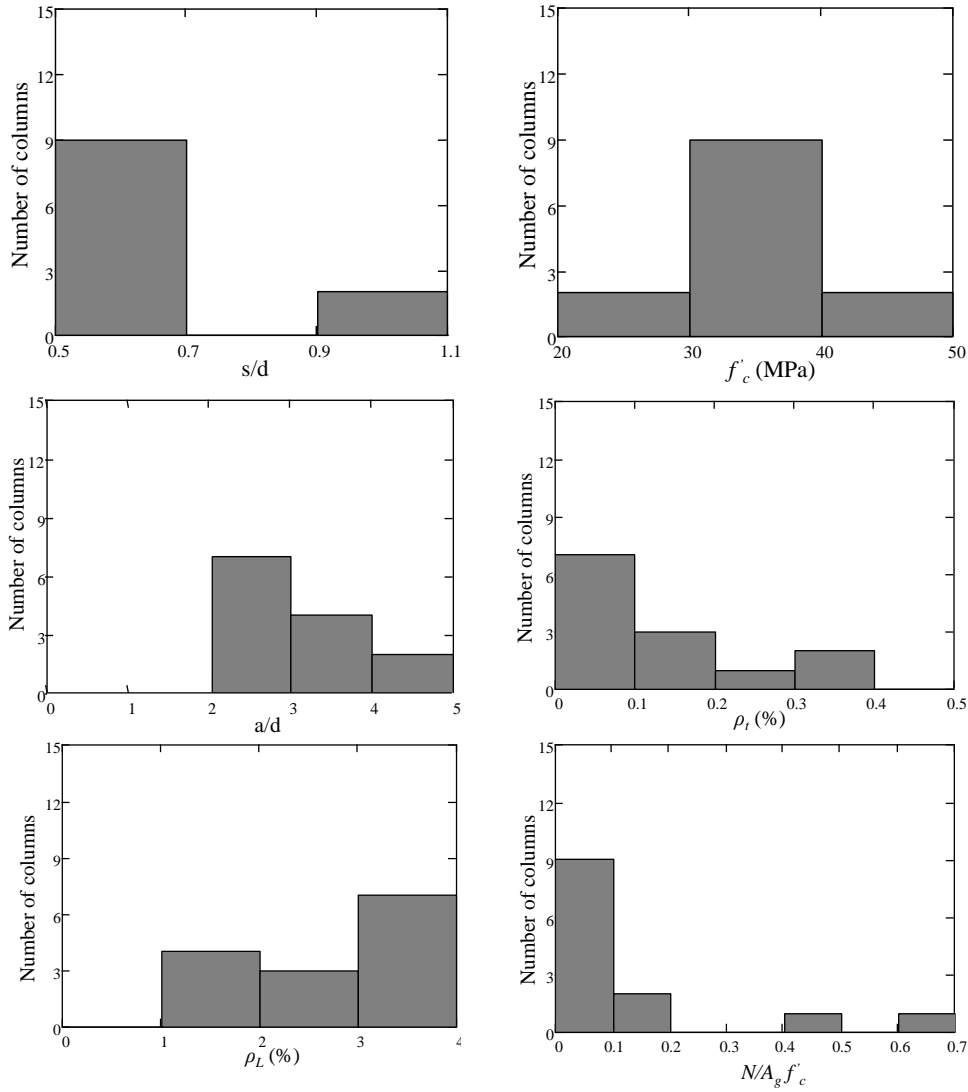 15
12
9
6
3
0
Number of columns
0.5 0.7 0.9 1.1
s/d
15
12
9
6
3
0
Number of columns
20 30 40 50
f'c (MPa)
15
12
9
6
3
0
Number of columns
0 1 2 3 4 5
a/d
15
12
9
6
3
0
Number of columns
0 0.1 0.2 0.3 0.4 0.5
ρt (%)
15
12
9
6
3
0
Number of columns
0 1 2 3 4
ρL (%)
15
12
9
6
3
0
Number of columns
0 0.1 0.2 0.3 0.4 0.5 0.6 0.7
N/Ag f'c